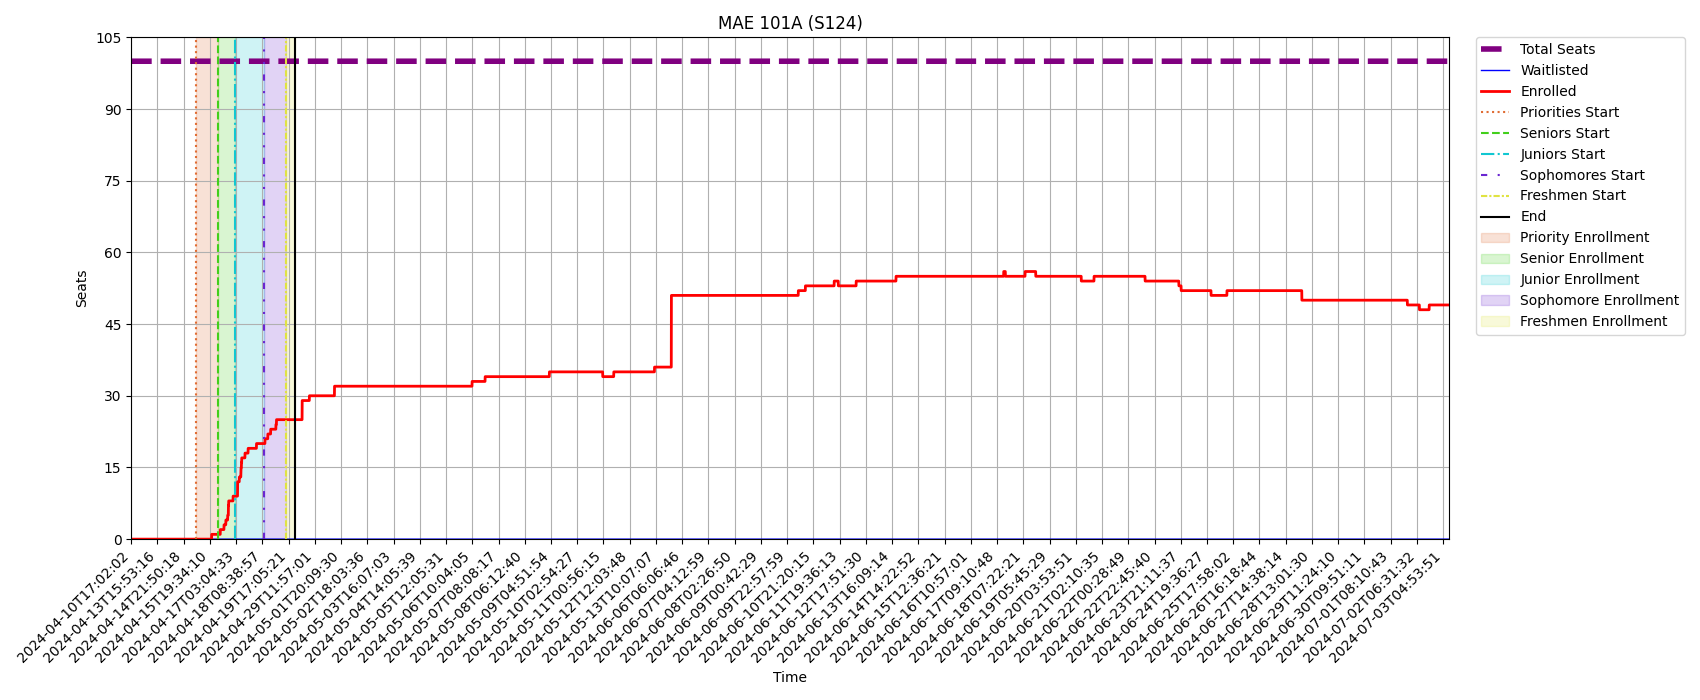 MAE 101A (S124)
105
90
75
60
45
30
15
0
Seats
2024-04-10T17:02:02
2024-04-13T15:53:16
2024-04-14T21:50:18
2024-04-15T19:34:10
2024-04-17T03:04:33
2024-04-18T08:38:57
2024-04-19T17:05:21
2024-04-29T11:57:01
2024-05-01T20:09:30
2024-05-02T18:03:36
2024-05-03T16:07:03
2024-05-04T14:05:39
2024-05-05T12:05:31
2024-05-06T10:04:05
2024-05-07T08:08:17
2024-05-08T06:12:40
2024-05-09T04:51:54
2024-05-10T02:54:27
2024-05-11T00:56:15
2024-05-12T12:03:48
2024-05-13T10:07:07
2024-06-06T06:06:46
2024-06-07T04:12:59
2024-06-08T02:26:50
2024-06-09T00:42:29
2024-06-09T22:57:59
2024-06-10T21:20:15
2024-06-11T19:36:13
2024-06-12T17:51:30
2024-06-13T16:09:14
2024-06-14T14:22:52
2024-06-15T12:36:21
2024-06-16T10:57:01
2024-06-17T09:10:48
2024-06-18T07:22:21
2024-06-19T05:45:29
2024-06-20T03:53:51
2024-06-21T02:10:35
2024-06-22T00:28:49
2024-06-22T22:45:40
2024-06-23T21:11:37
2024-06-24T19:36:27
2024-06-25T17:58:02
2024-06-26T16:18:44
2024-06-27T14:38:14
2024-06-28T13:01:30
2024-06-29T11:24:10
2024-06-30T09:51:11
2024-07-01T08:10:43
2024-07-02T06:31:32
2024-07-03T04:53:51
Time
Total Seats
Waitlisted
Enrolled
Priorities Start
Seniors Start
Juniors Start
Sophomores Start
Freshmen Start
End
Priority Enrollment
Senior Enrollment
Junior Enrollment
Sophomore Enrollment
Freshmen Enrollment